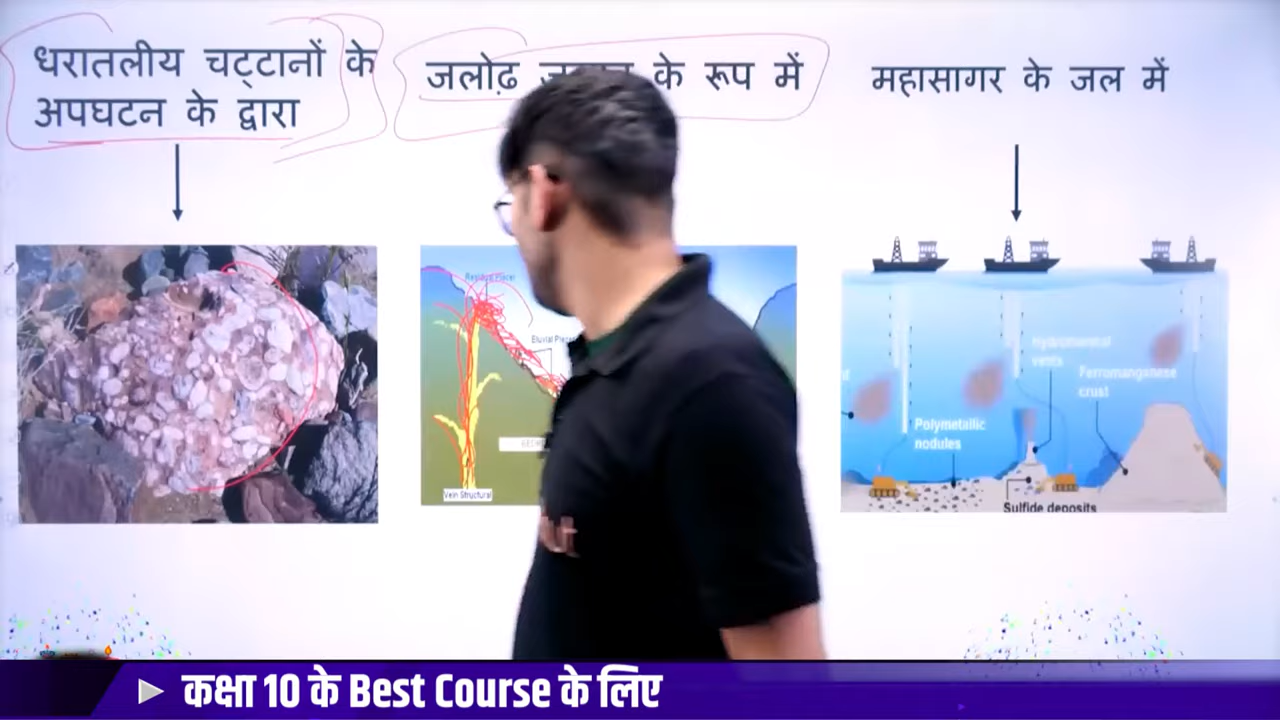 धरातलीय चट्टानों के
अपघटन के द्वारा
जलोढ़ के रूप में
महासागर के जल में
Residual Placer
Eluvial
Vein Structural
Hydrothermal
vents
Ferromanganese
crust
Polymetallic
nodules
Sulfide deposits
कक्षा 10 के Best Course के लिए